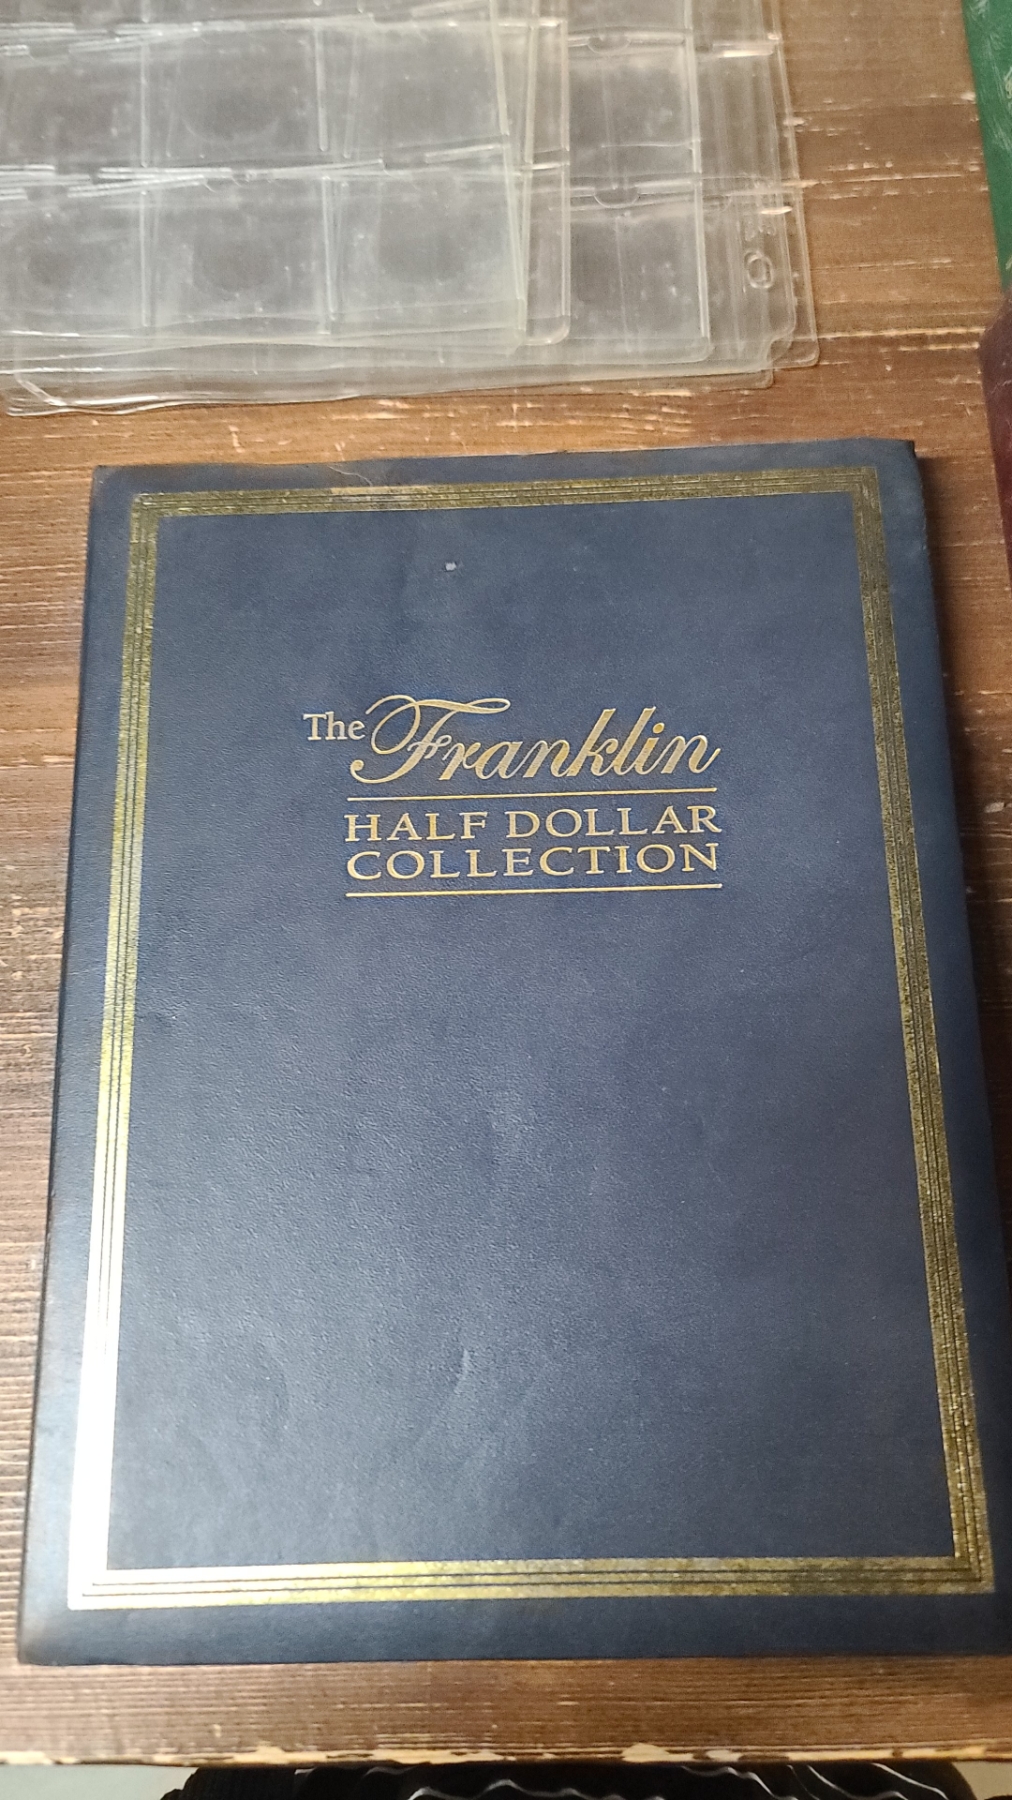 The Franklin
HALF DOLLAR
COLLECTION